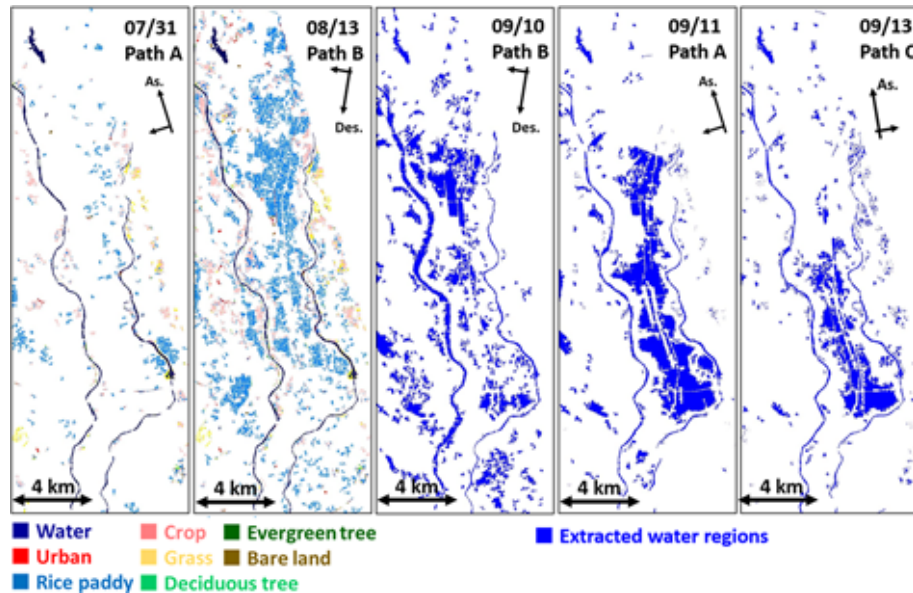 07/31
Path A
As.
08/13
Path B
Des.
09/10
Path B
Des.
09/11
Path A
As.
09/13
Path C
As.
4 km
4 km
4 km
4 km
4 km
Water
Crop
Evergreen tree
Urban
Grass
Bare land
Rice paddy
Deciduous tree
Extracted water regions